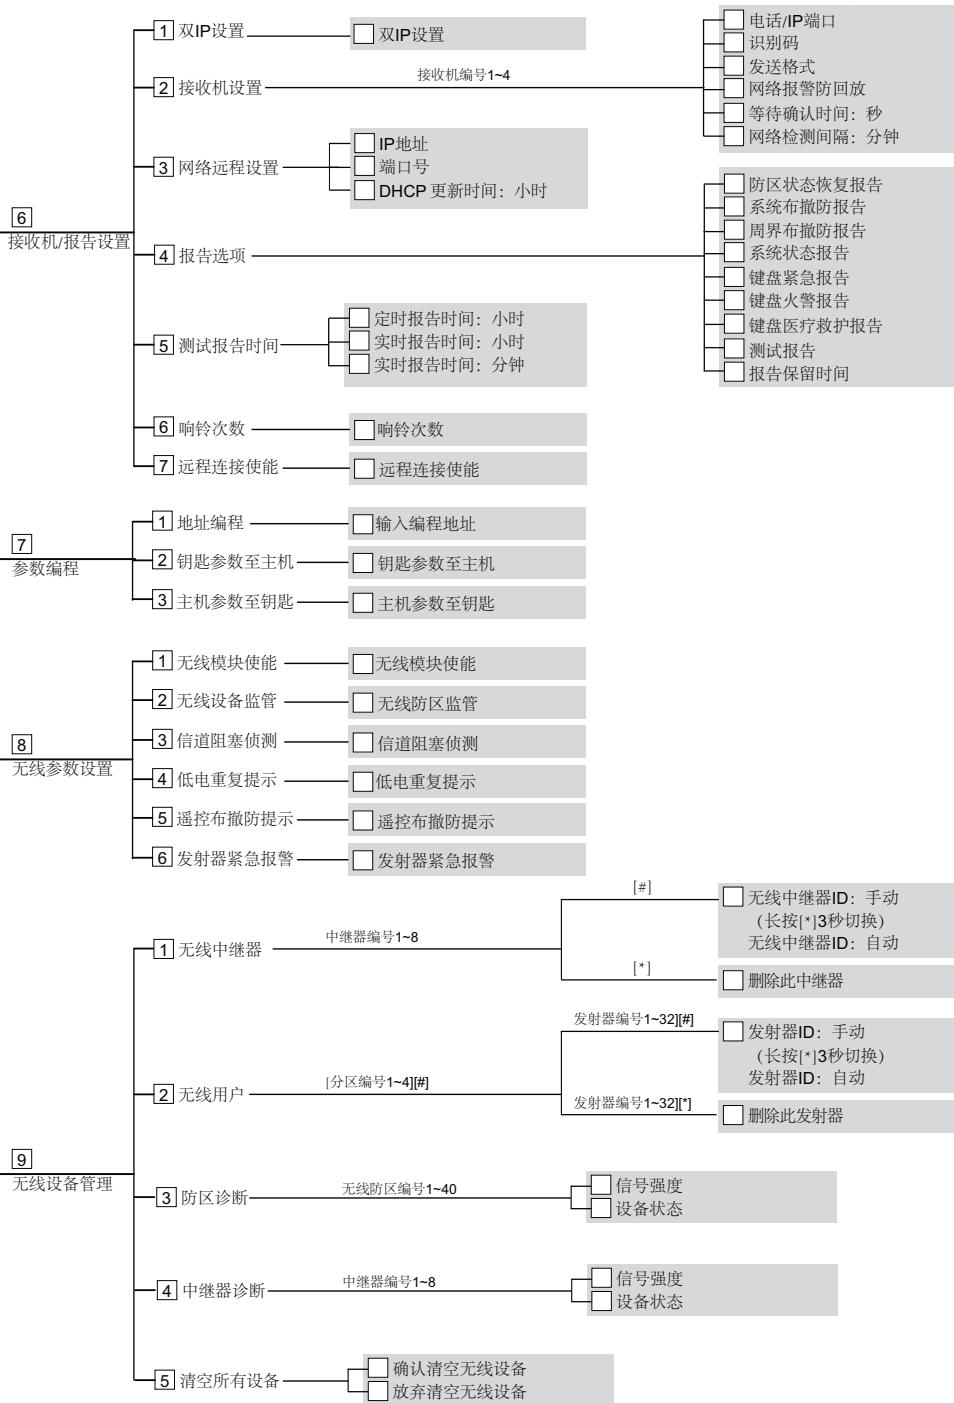 6
接收机/报告设置
1 双IP设置
双IP设置
2 接收机设置
接收机编号1~4
电话/IP端口
识别码
发送格式
网络报警防回放
等待确认时间：秒
网络检测间隔：分钟
3 网络远程设置
IP地址
端口号
DHCP 更新时间：小时
4 报告选项
防区状态恢复报告
系统布撤防报告
周界布撤防报告
系统状态报告
键盘紧急报告
键盘火警报告
键盘医疗救护报告
测试报告
报告保留时间
5 测试报告时间
定时报告时间：小时
实时报告时间：小时
实时报告时间：分钟
6 响铃次数
响铃次数
7 远程连接使能
远程连接使能
7
参数编程
1 地址编程
输入编程地址
2 钥匙参数至主机
钥匙参数至主机
3 主机参数至钥匙
主机参数至钥匙
8
无线参数设置
1 无线模块使能
无线模块使能
2 无线设备监管
无线防区监管
3 信道阻塞侦测
信道阻塞侦测
4 低电重复提示
低电重复提示
5 遥控布撤防提示
遥控布撤防提示
6 发射器紧急报警
发射器紧急报警
9
无线设备管理
1 无线中继器
中继器编号1~8
[#]
无线中继器ID：手动
（长按[*]3秒切换）
无线中继器ID：自动
[*]
删除此中继器
2 无线用户
[分区编号1~4][#]
发射器编号1~32][#]
发射器ID：手动
（长按[*]3秒切换）
发射器ID：自动
发射器编号1~32][*]
删除此发射器
3 防区诊断
无线防区编号1~40
信号强度
设备状态
4 中继器诊断
中继器编号1~8
信号强度
设备状态
5 清空所有设备
确认清空无线设备
放弃清空无线设备